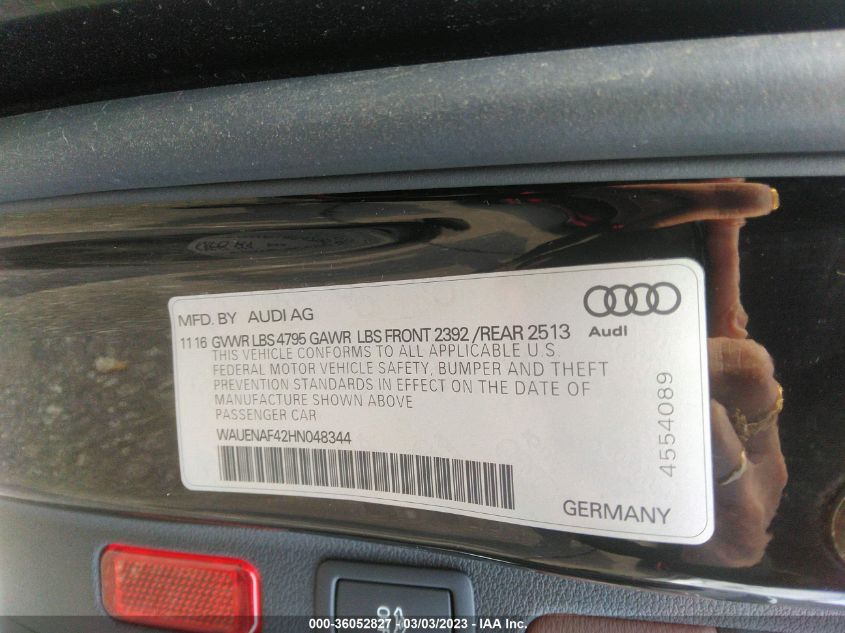 MFD. BY AUDI AG
Audi
11 16 GVWR LBS 4795 GAWR LBS FRONT 2392 /REAR 2513
THIS VEHICLE CONFORMS TO ALL APPLICABLE U.S.
FEDERAL MOTOR VEHICLE SAFETY, BUMPER AND THEFT
PREVENTION STANDARDS IN EFFECT ON THE DATE OF
MANUFACTURE SHOWN ABOVE
PASSENGER CAR
WAUENAF42HN048344
4554089
GERMANY
000-36052827 - 03/03/2023 - IAA Inc.